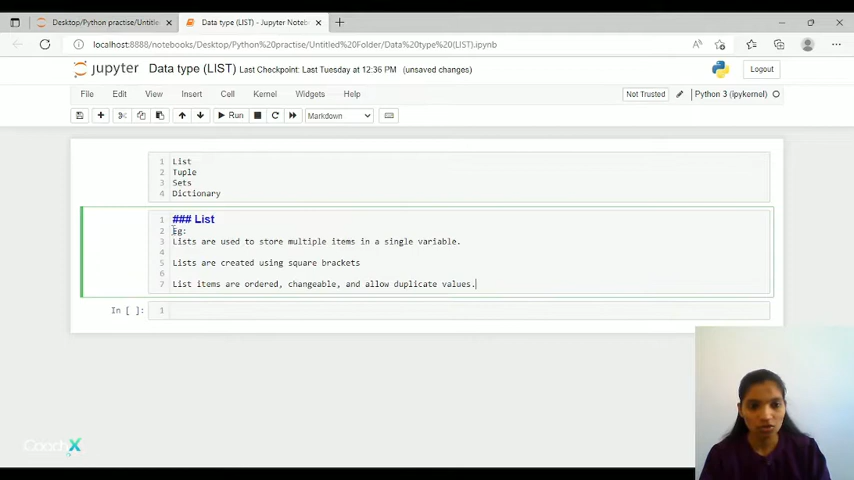 Desktop/Python practise/Untitle
Data type (LIST) - Jupyter Noteb
localhost:8888/notebooks/Desktop/Python%20practise/Untitled%20Folder/Data%20type%20(LIST).ipynb
jupyter Data type (LIST) Last Checkpoint: Last Tuesday at 12:36 PM (unsaved changes)
Logout
File Edit View Insert Cell Kernel Widgets Help
Not Trusted Python 3 (ipykernel)
Run Markdown
1 List
2 Tuple
3 Sets
4 Dictionary
1 ### List
2 Eg:
3 Lists are used to store multiple items in a single variable.
4
5 Lists are created using square brackets
6
7 List items are ordered, changeable, and allow duplicate values.
In [ ]: 1